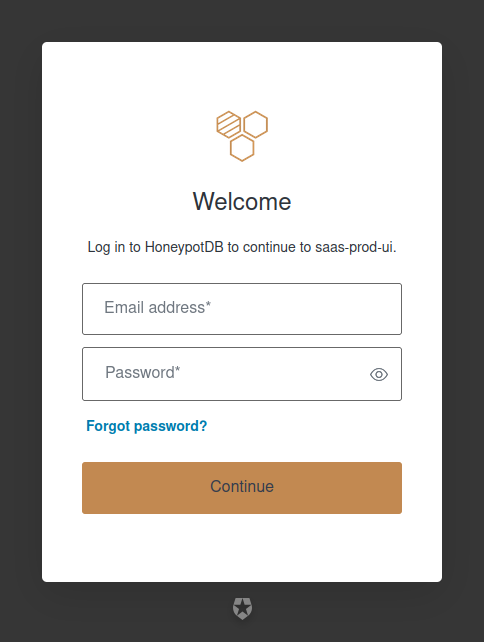 Welcome
Log in to HoneypotDB to continue to saas-prod-ui.
Email address*
Password*
Forgot password?
Continue